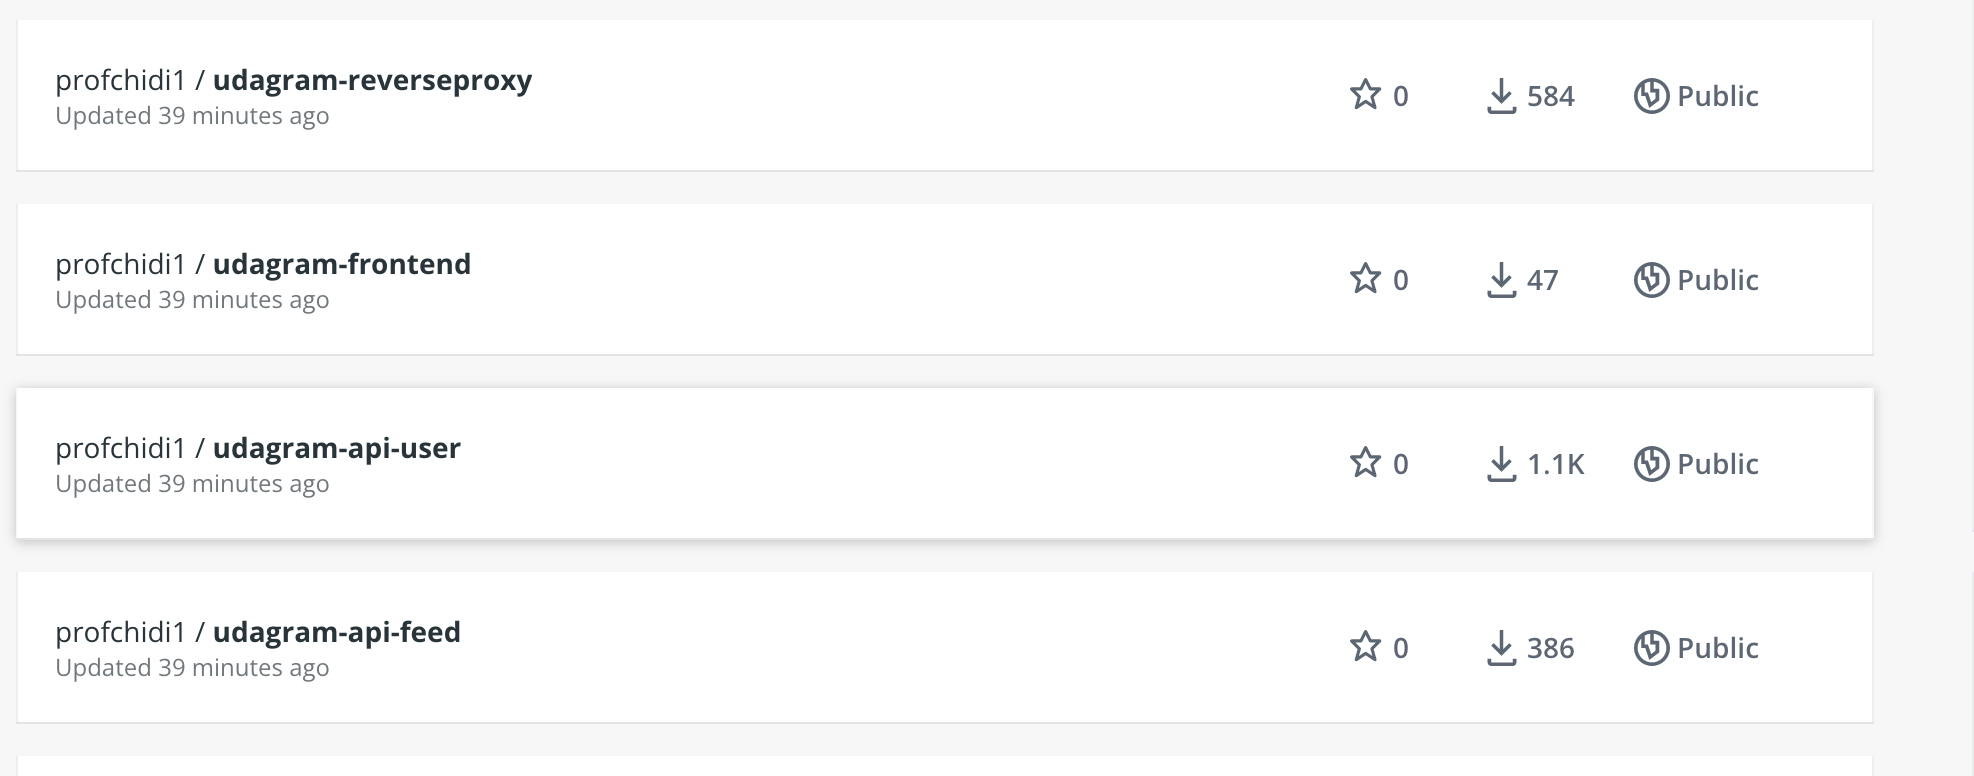 profchidi1 / udagram-reverseproxy
Updated 39 minutes ago
0 584 Public
profchidi1 / udagram-frontend
Updated 39 minutes ago
0 47 Public
profchidi1 / udagram-api-user
Updated 39 minutes ago
0 1.1K Public
profchidi1 / udagram-api-feed
Updated 39 minutes ago
0 386 Public